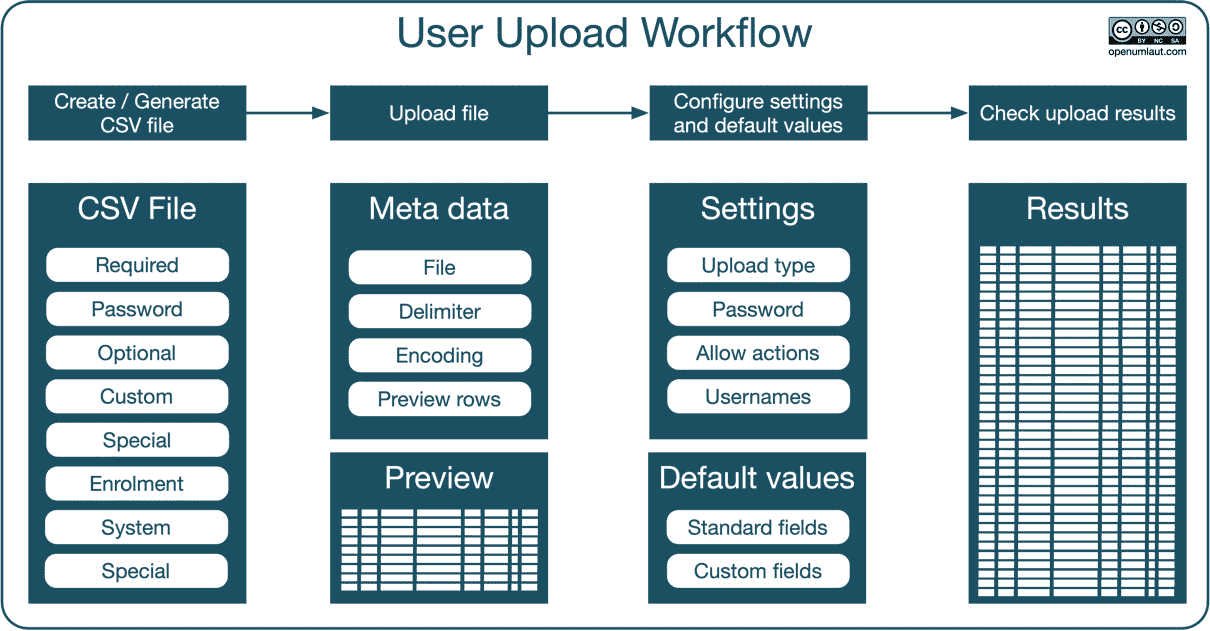 User Upload Workflow
cc
BY NC SA
openumlaut.com
Create / Generate
CSV file
Upload file
Configure settings
and default values
Check upload results
CSV File
Required
Password
Optional
Custom
Special
Enrolment
System
Special
Meta data
File
Delimiter
Encoding
Preview rows
Preview
Settings
Upload type
Password
Allow actions
Usernames
Default values
Standard fields
Custom fields
Results